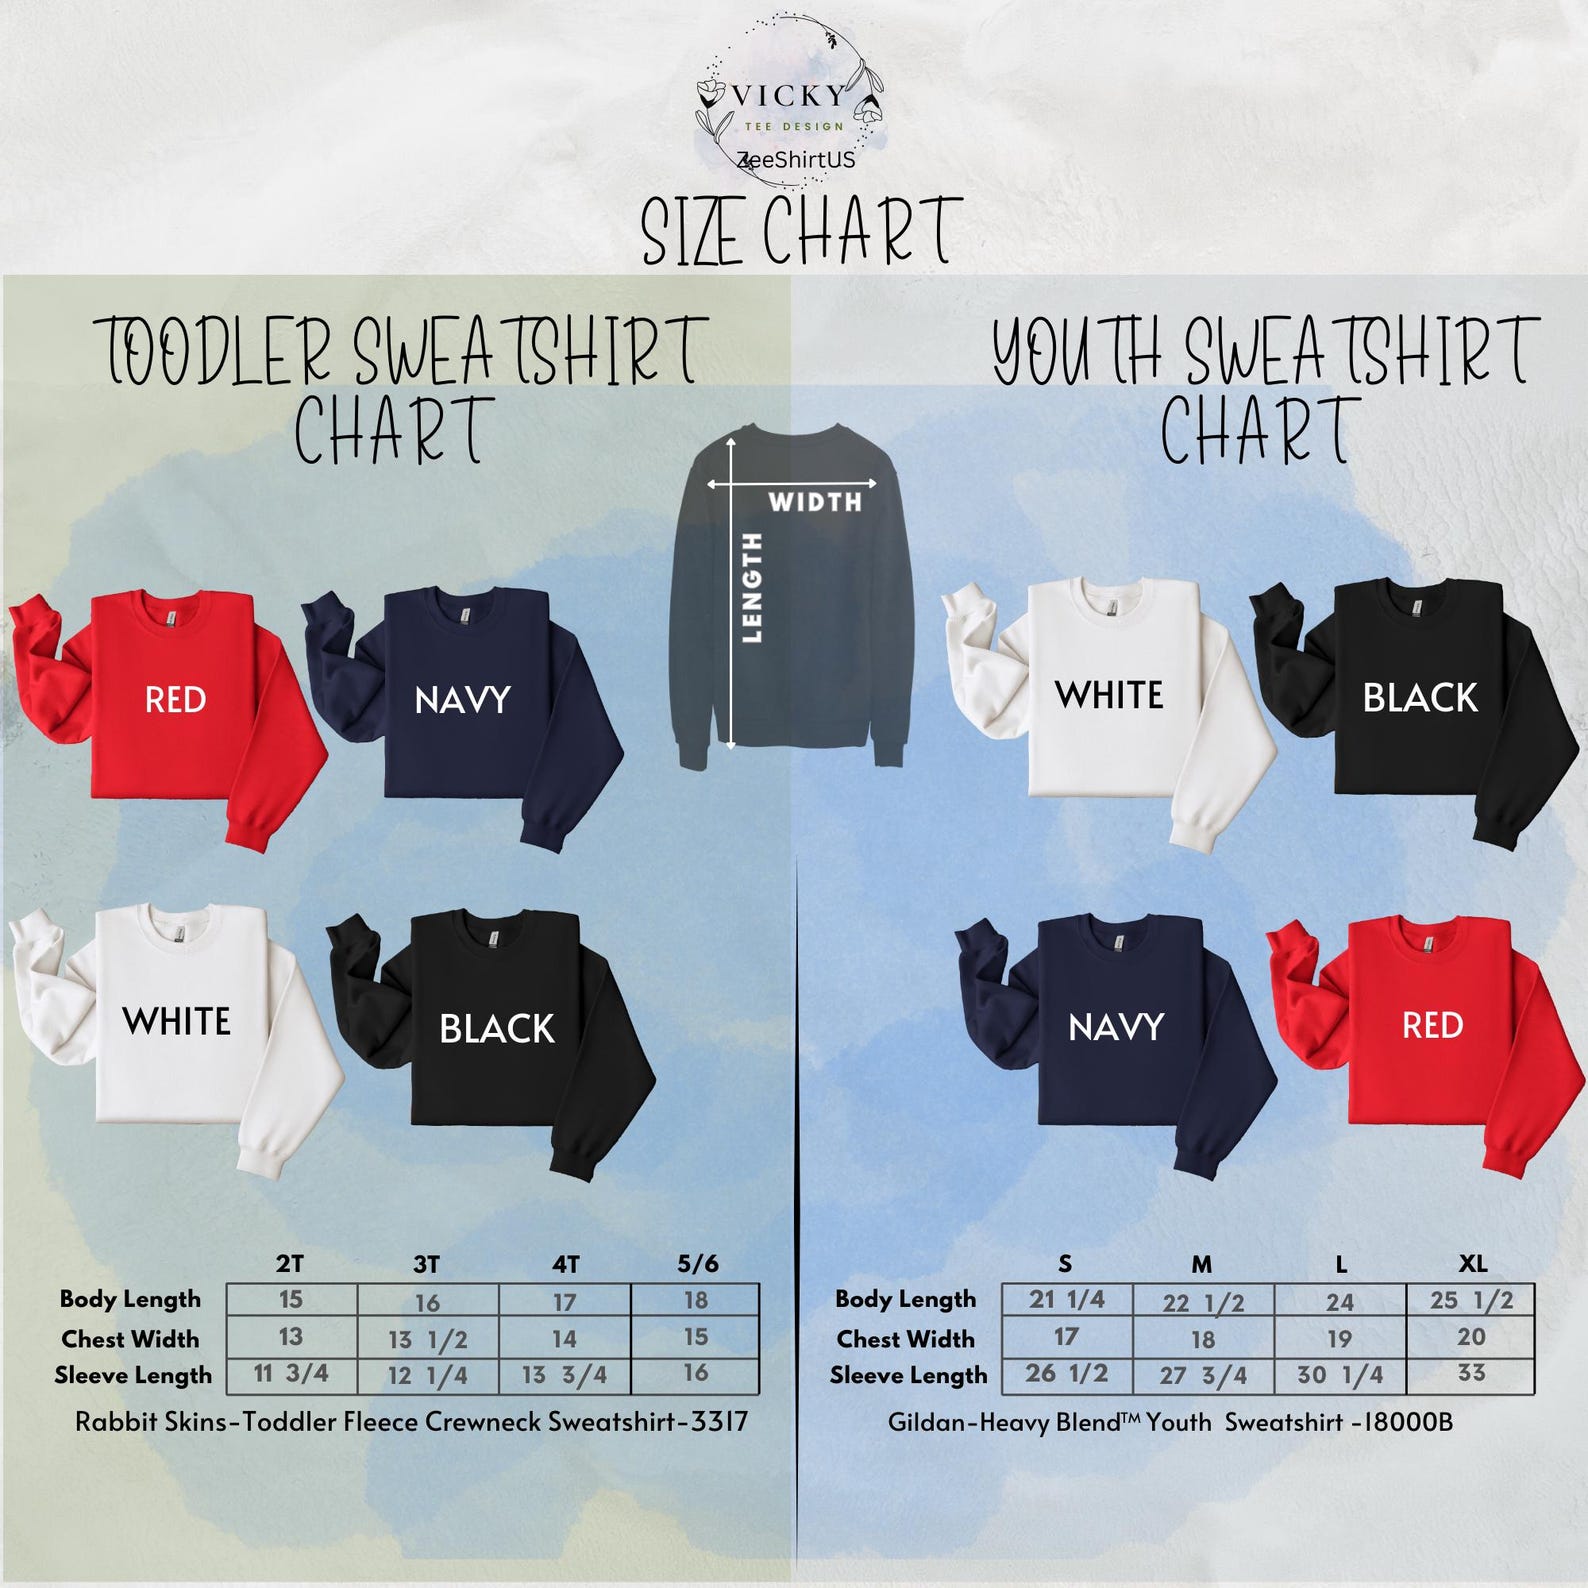 VICKY
TEE DESIGN
ZeeShirtUS
SIZE CHART
TOODLER SWEATSHIRT
CHART
YOUTH SWEATSHIRT
CHART
WIDTH
LENGTH
RED
NAVY
WHITE
BLACK
WHITE
BLACK
NAVY
RED
2T 3T 4T 5/6
Body Length 15 16 17 18
Chest Width 13 13 1/2 14 15
Sleeve Length 11 3/4 12 1/4 13 3/4 16
Rabbit Skins-Toddler Fleece Crewneck Sweatshirt-3317
S M L XL
Body Length 21 1/4 22 1/2 24 25 1/2
Chest Width 17 18 19 20
Sleeve Length 26 1/2 27 3/4 30 1/4 33
Gildan-Heavy Blend™ Youth Sweatshirt -18000B